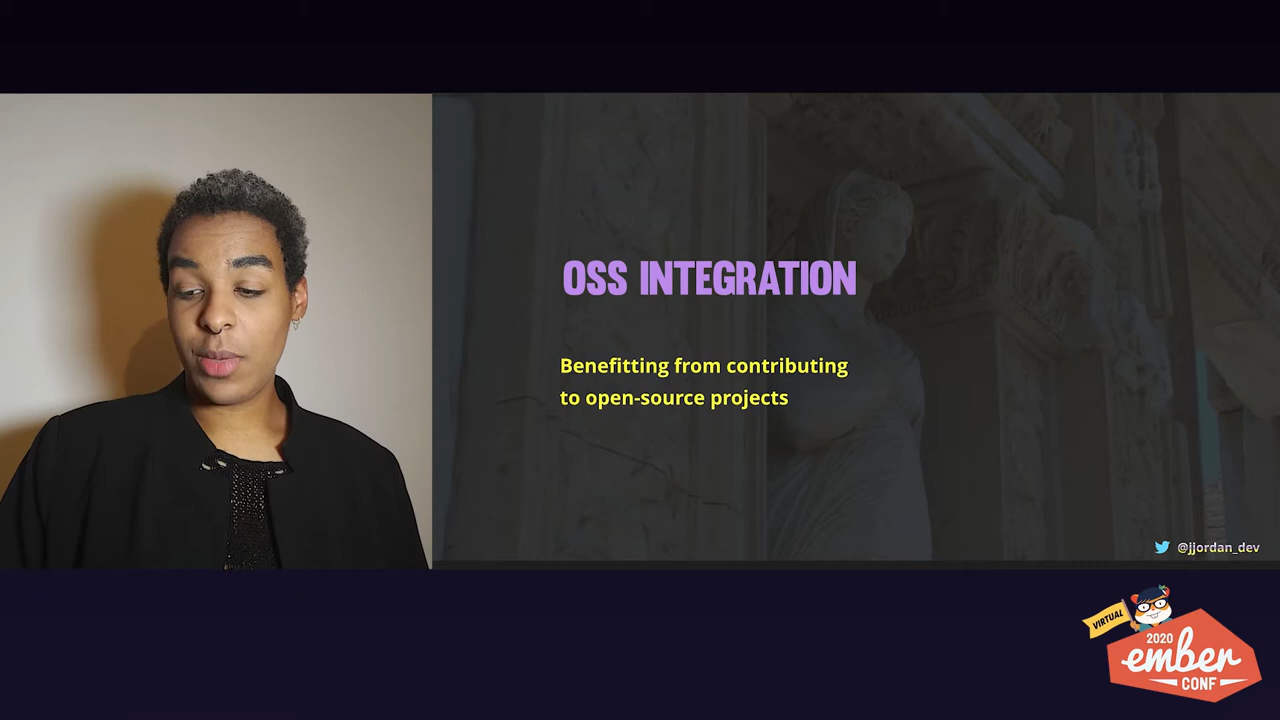 OSS INTEGRATION
Benefitting from contributing
to open-source projects
@jjordan_dev
VIRTUAL
2020
ember
CONF